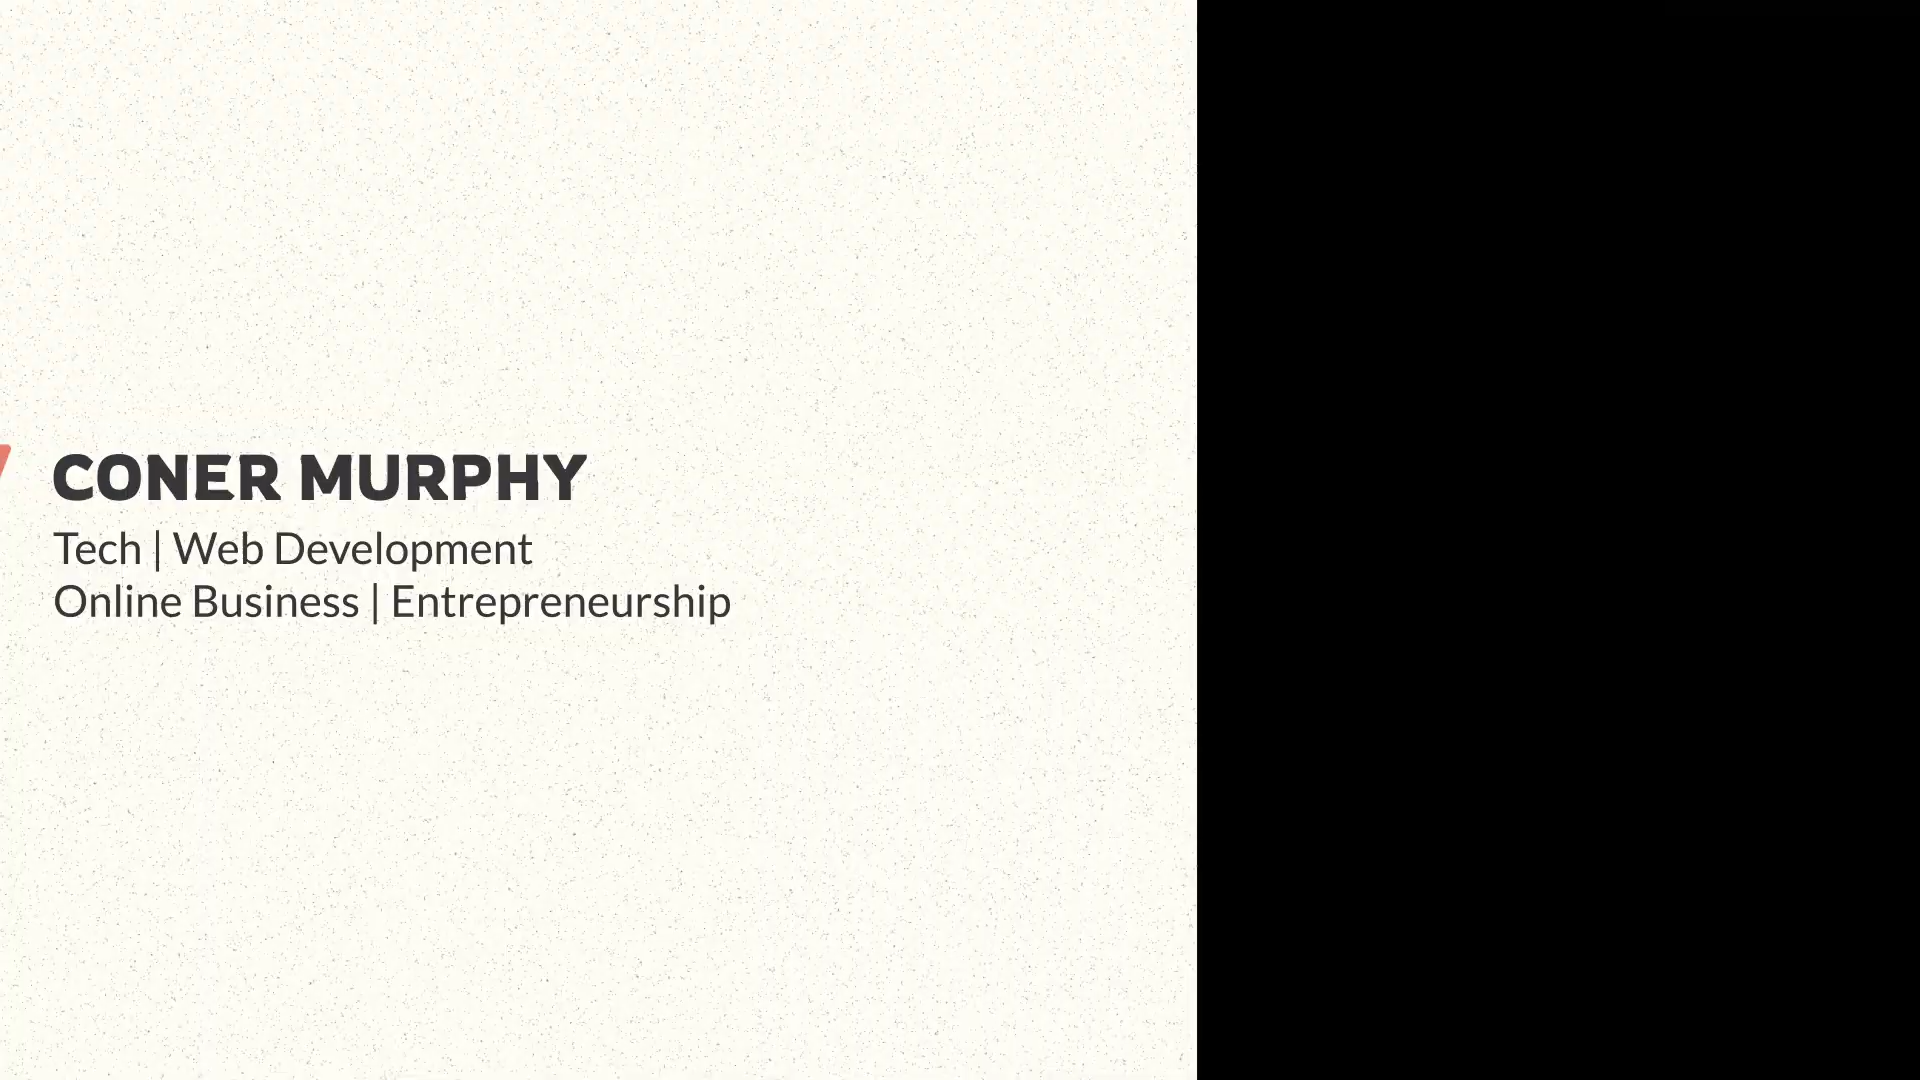 CONER MURPHY
Tech | Web Development
Online Business | Entrepreneurship